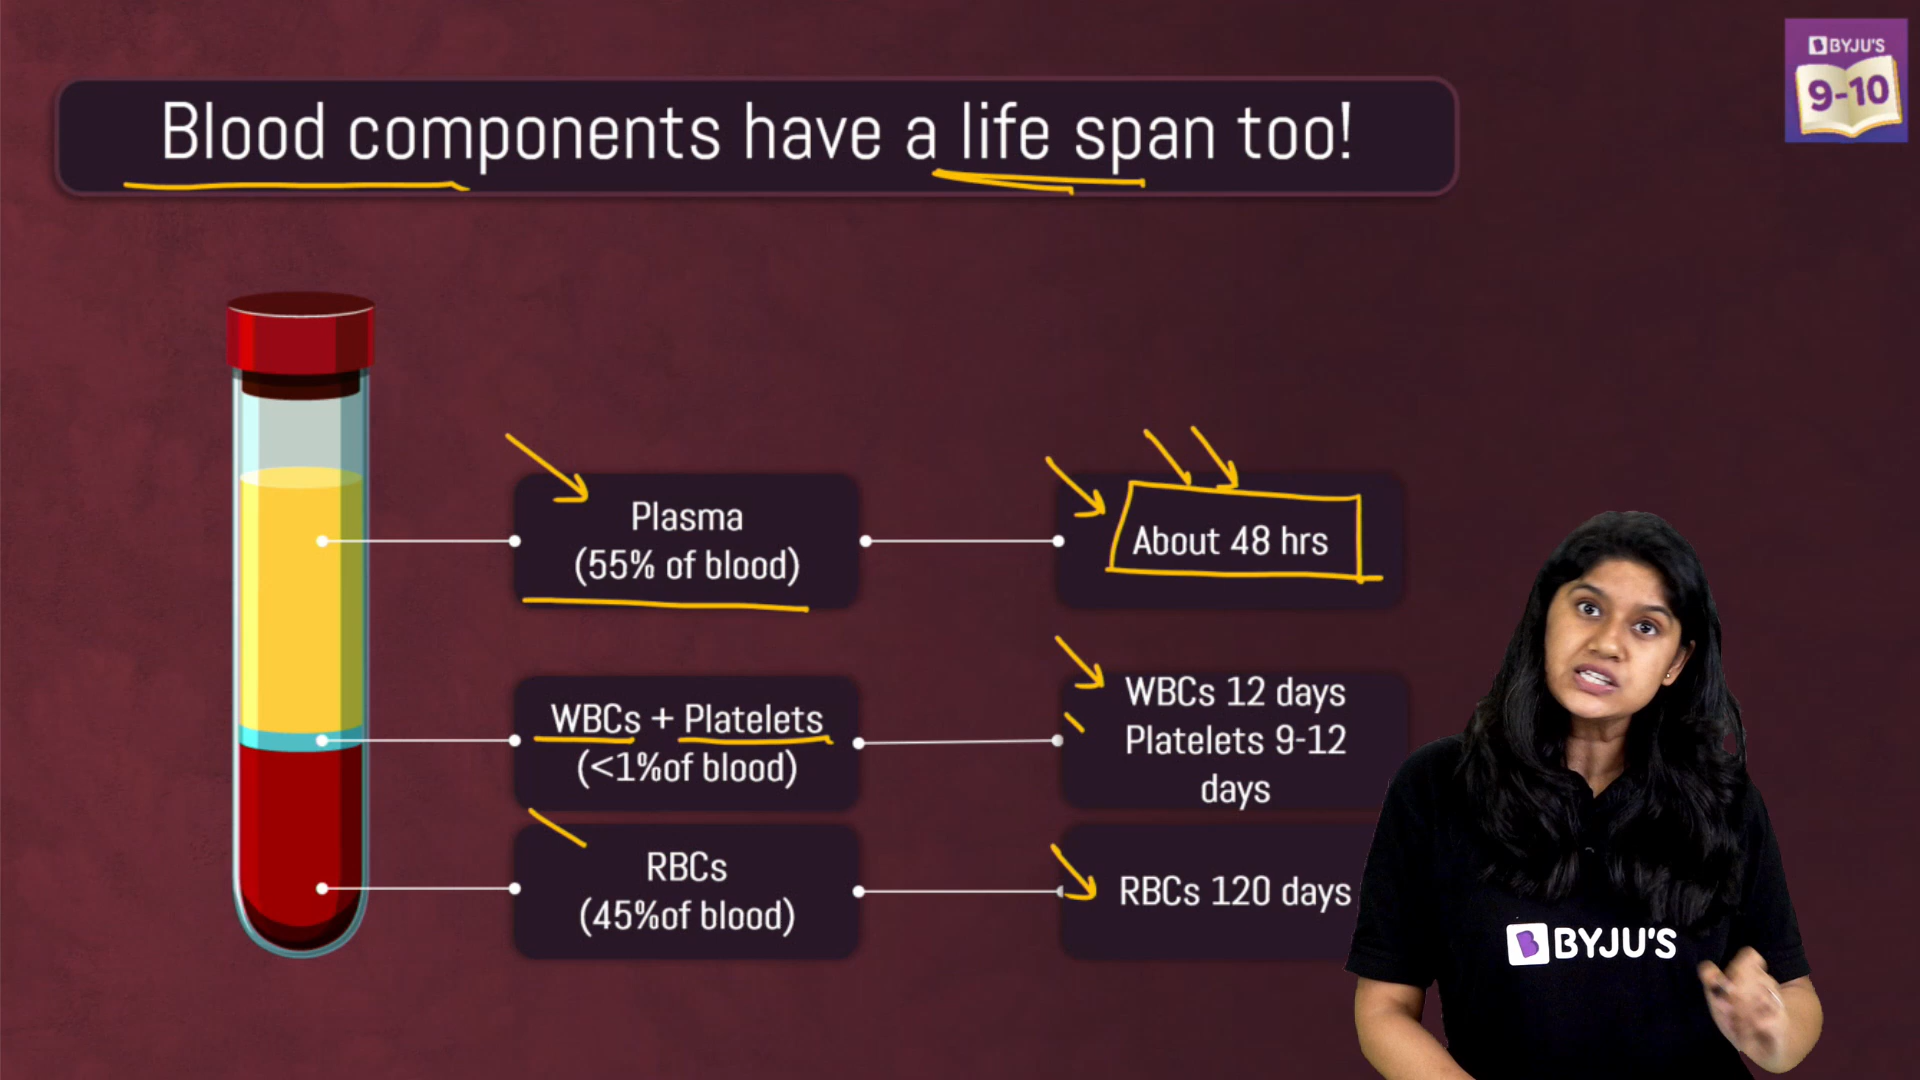 Blood components have a life span too!
BYJU'S
9-10
Plasma
(55% of blood)
About 48 hrs
WBCs + Platelets
(<1%of blood)
WBCs 12 days
Platelets 9-12
days
RBCs
(45%of blood)
RBCs 120 days
BYJU'S